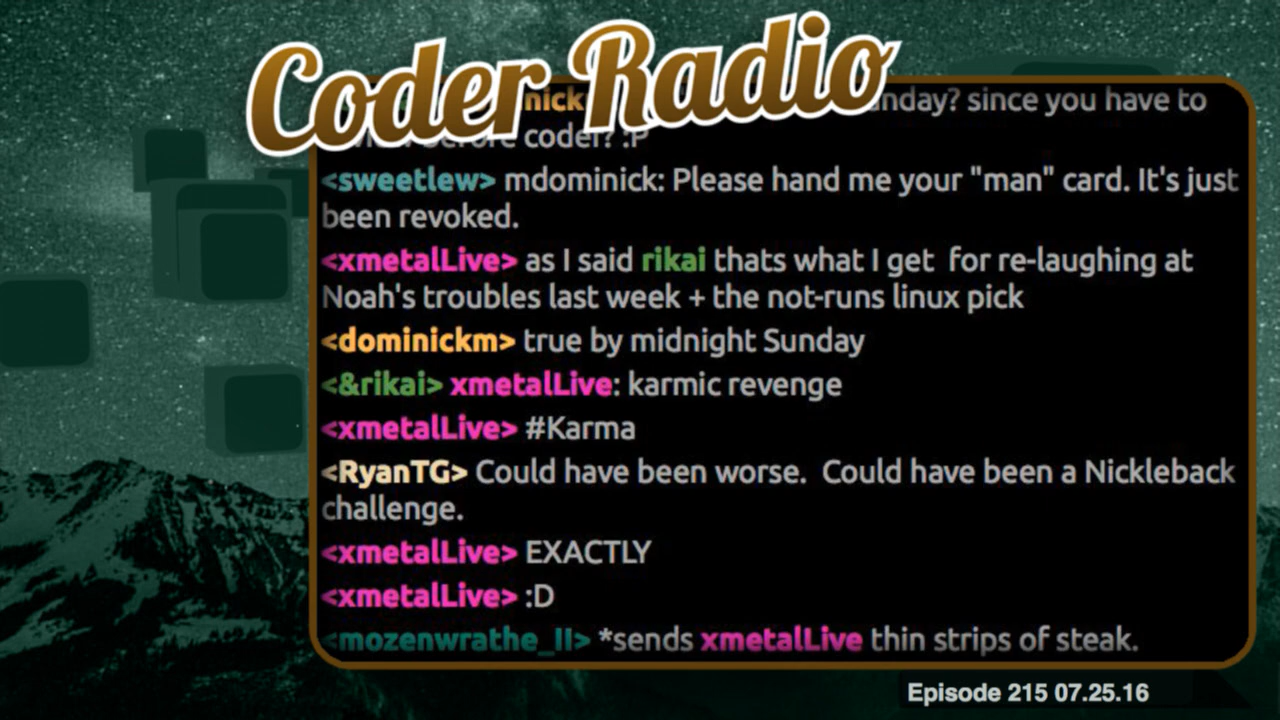 Coder Radio
nick nday? since you have to
before coder? :P
<sweetlew> mdominick: Please hand me your "man" card. It's just
been revoked.
<xmetalLive> as I said rikai thats what I get for re-laughing at
Noah's troubles last week + the not-runs linux pick
<dominickm> true by midnight Sunday
<&rikai> xmetalLive: karmic revenge
<xmetalLive> #Karma
<RyanTG> Could have been worse. Could have been a Nickleback
challenge.
<xmetalLive> EXACTLY
<xmetalLive> :D
<mozenwrathe_II> *sends xmetalLive thin strips of steak.
Episode 215 07.25.16